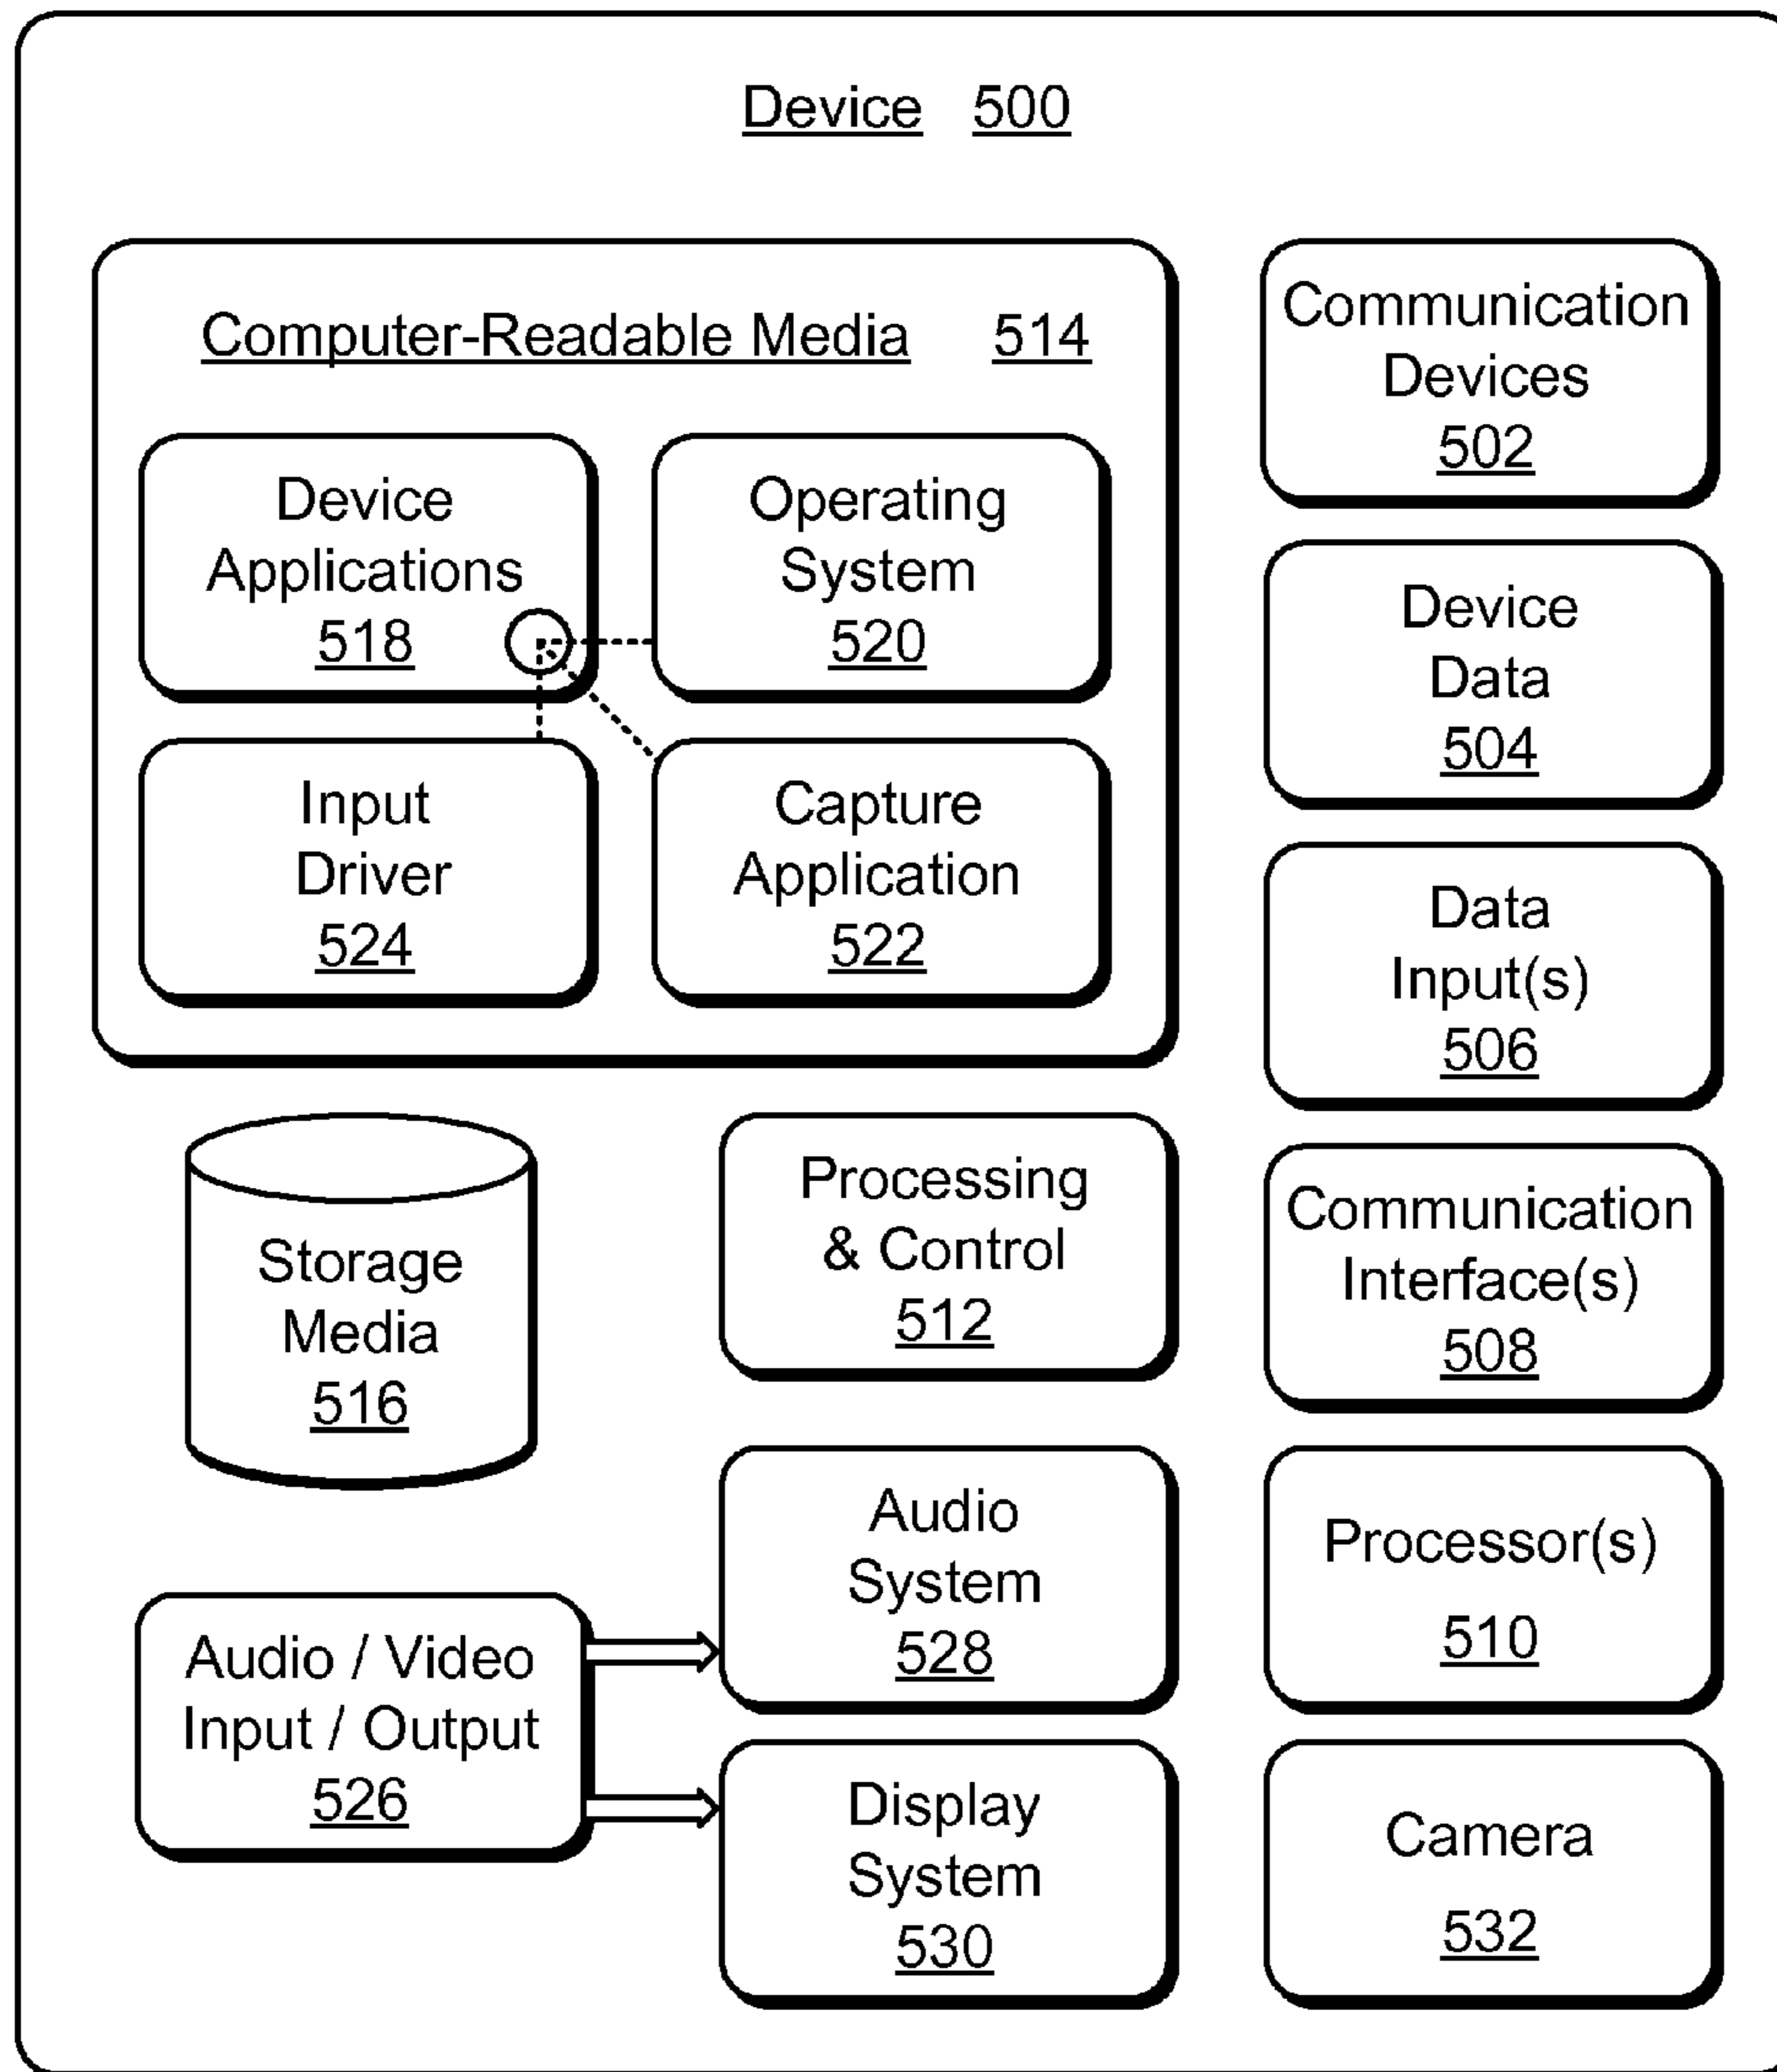 Device 500
Computer-Readable Media 514
Device
Applications
518
Operating
System
520
Input
Driver
524
Capture
Application
522
Storage
Media
516
Processing
& Control
512
Audio / Video
Input / Output
526
Audio
System
528
Display
System
530
Communication
Devices
502
Device
Data
504
Data
Input(s)
506
Communication
Interface(s)
508
Processor(s)
510
Camera
532